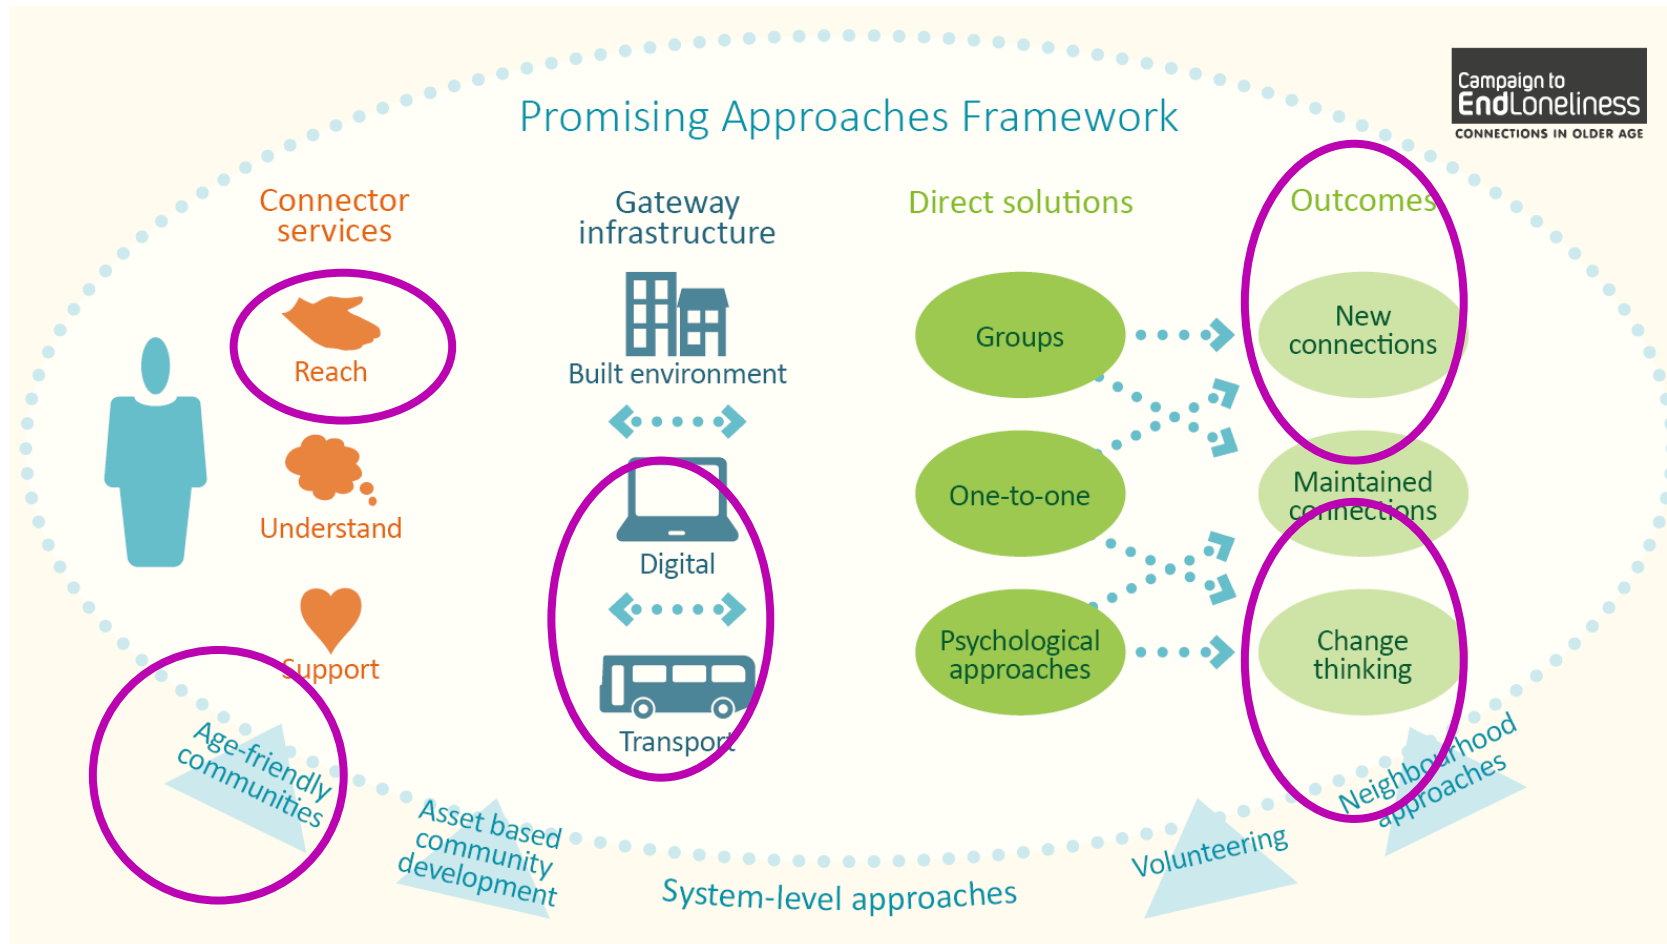 Campaign to
EndLoneliness
CONNECTIONS IN OLDER AGE
Promising Approaches Framework
Connector
services
Reach
Understand
Support
Gateway
infrastructure
Built environment
Digital
Transport
Direct solutions
Groups
One-to-one
Psychological
approaches
Outcomes
New
connections
Maintained
connections
Change
thinking
Age-friendly
communities
Asset based
community
development
System-level approaches
Volunteering
Neighbourhood
approaches